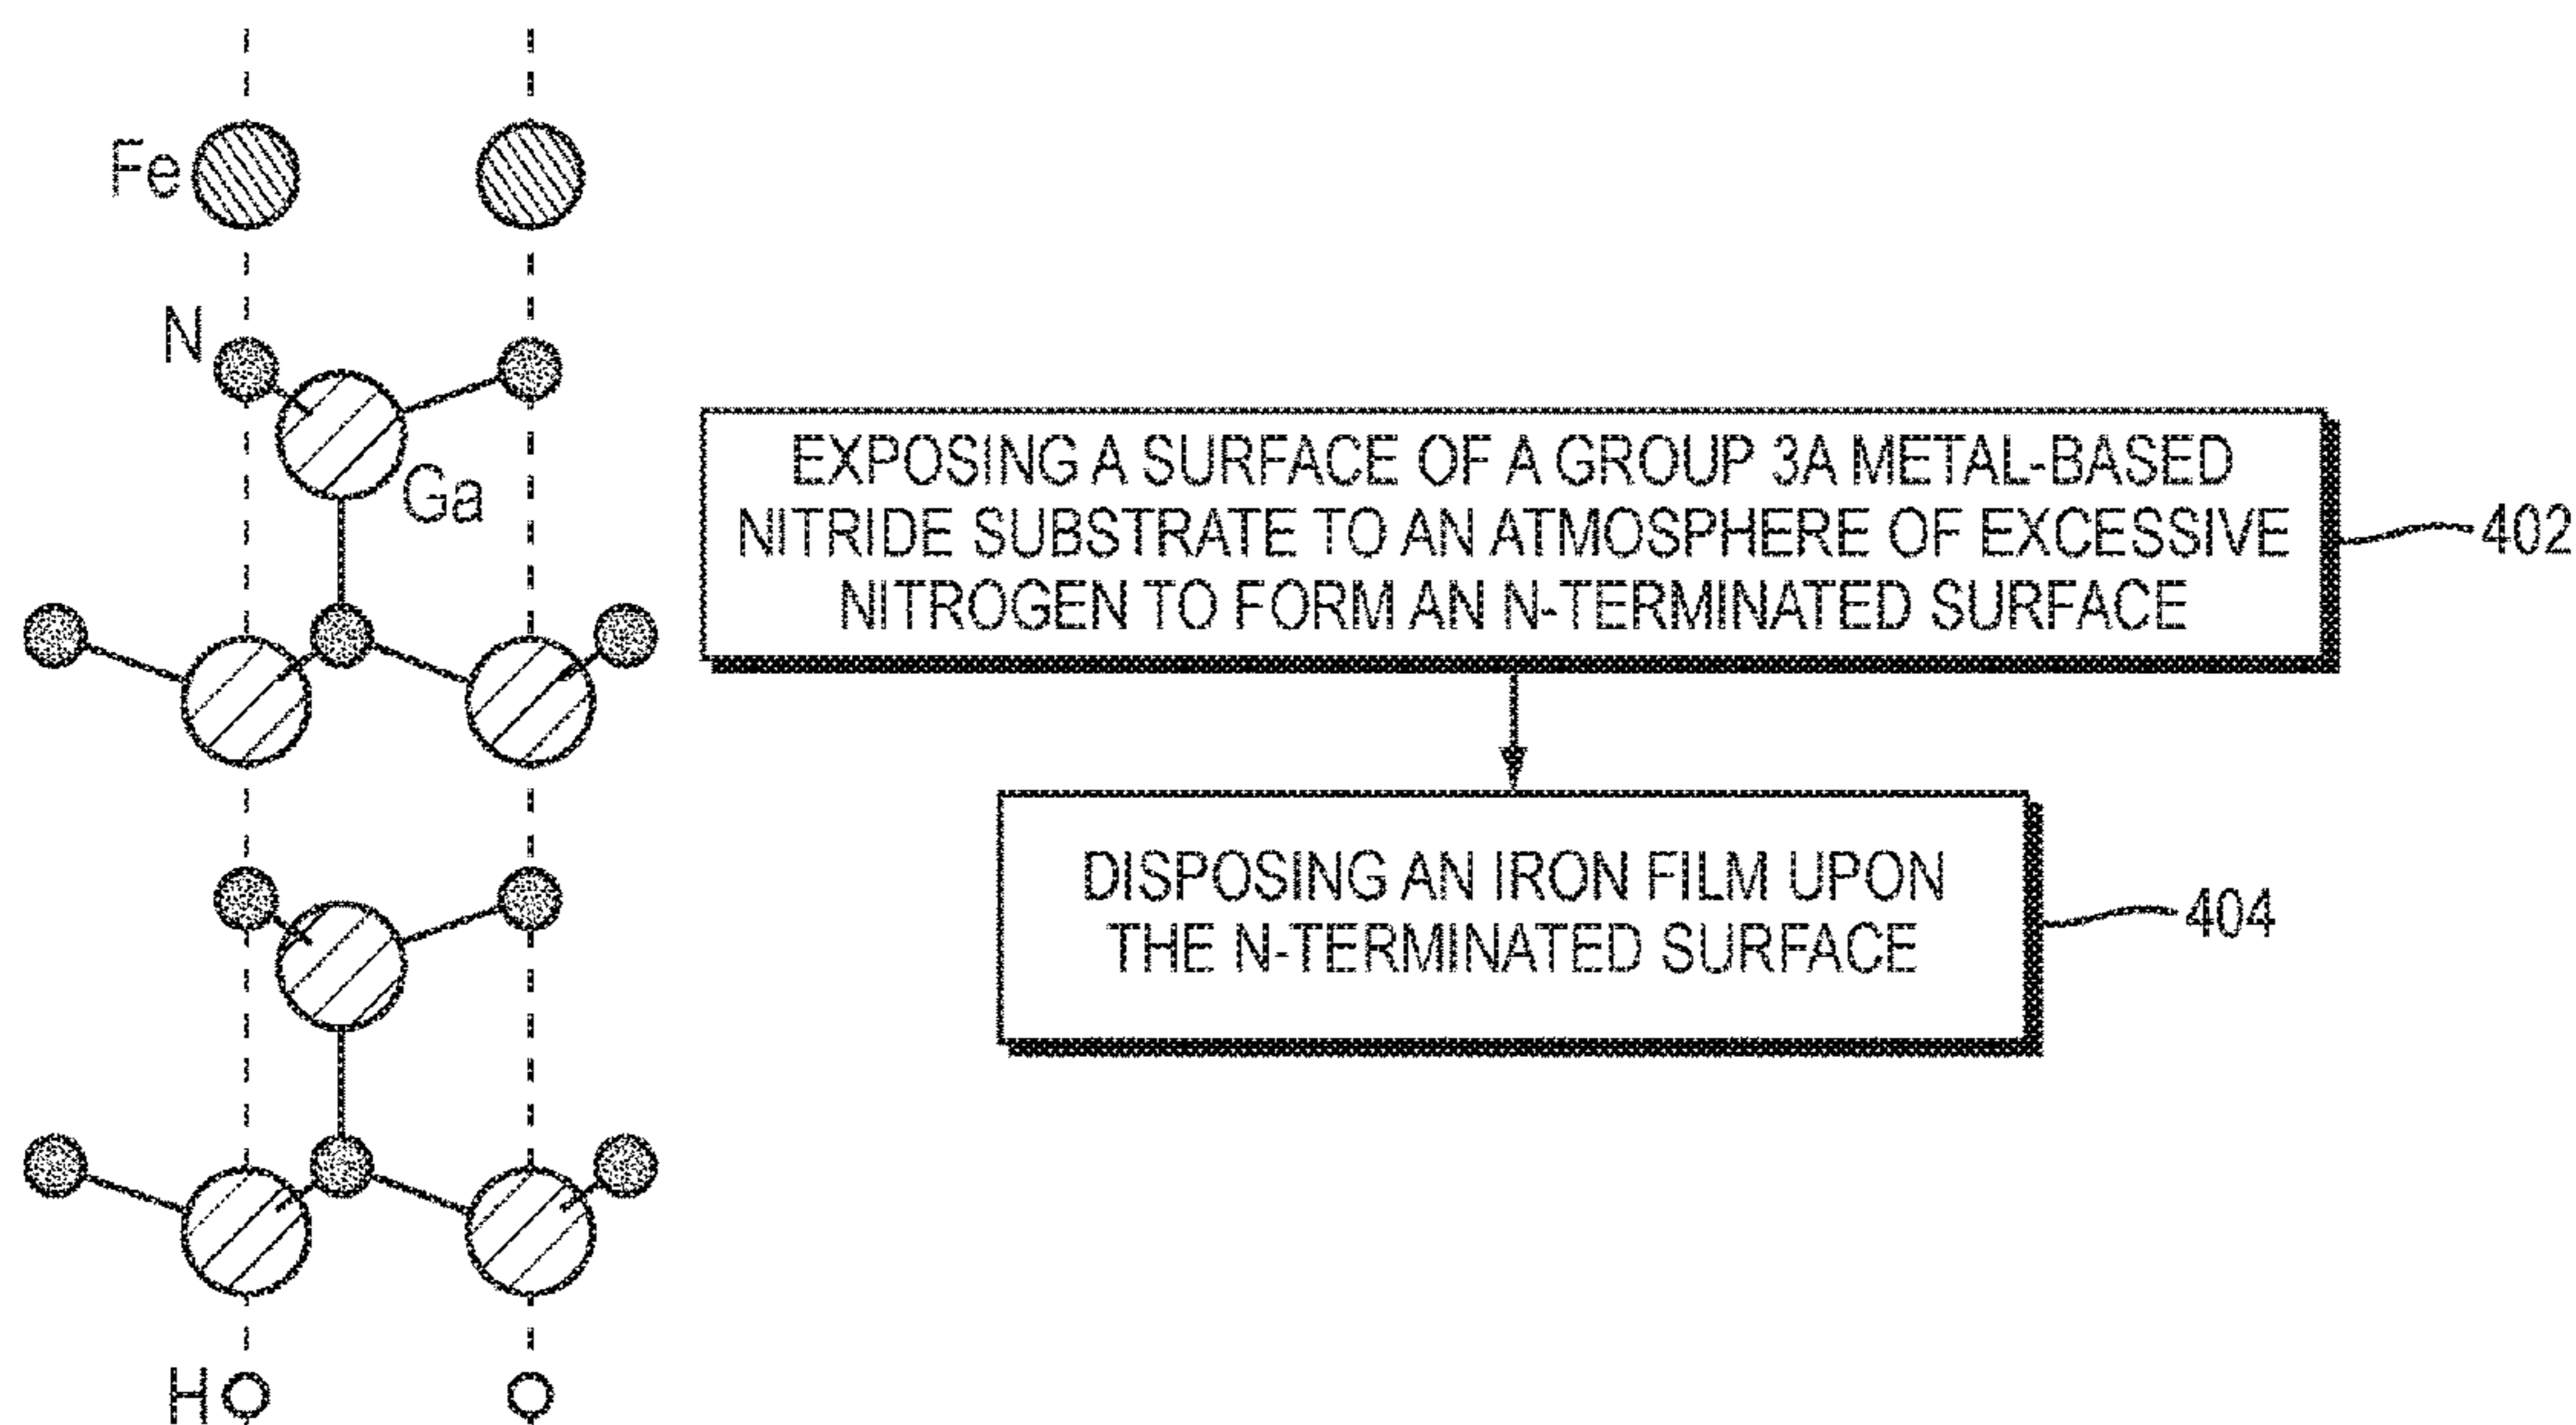 Fe
N
Ga
H
EXPOSING A SURFACE OF A GROUP 3A METAL-BASED
NITRIDE SUBSTRATE TO AN ATMOSPHERE OF EXCESSIVE
NITROGEN TO FORM AN N-TERMINATED SURFACE
402
DISPOSING AN IRON FILM UPON
THE N-TERMINATED SURFACE
404